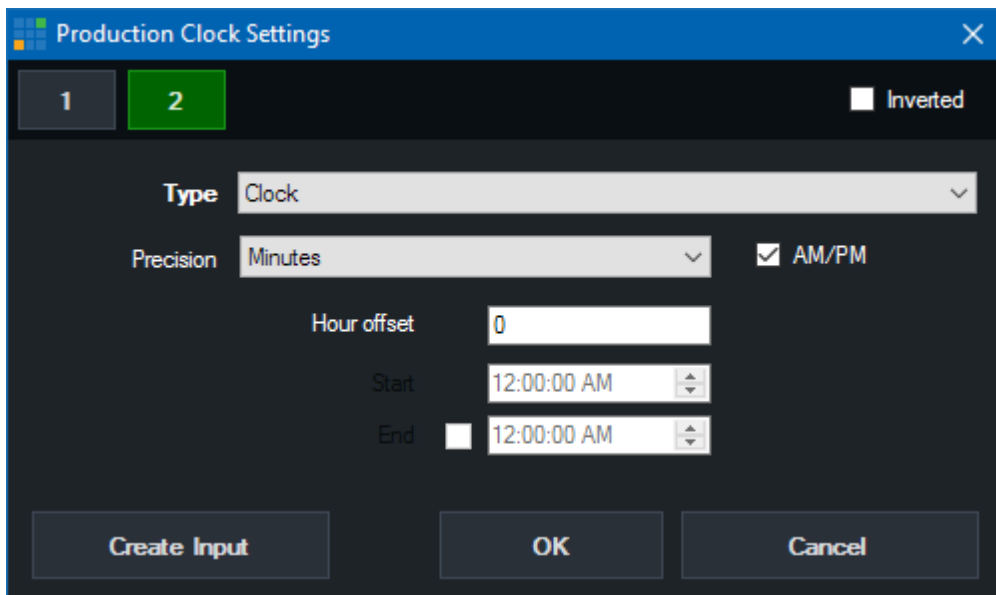 Production Clock Settings
1 2 Inverted
Type Clock
Precision Minutes AM/PM
Hour offset 0
Start 12:00:00 AM
End 12:00:00 AM
Create Input OK Cancel